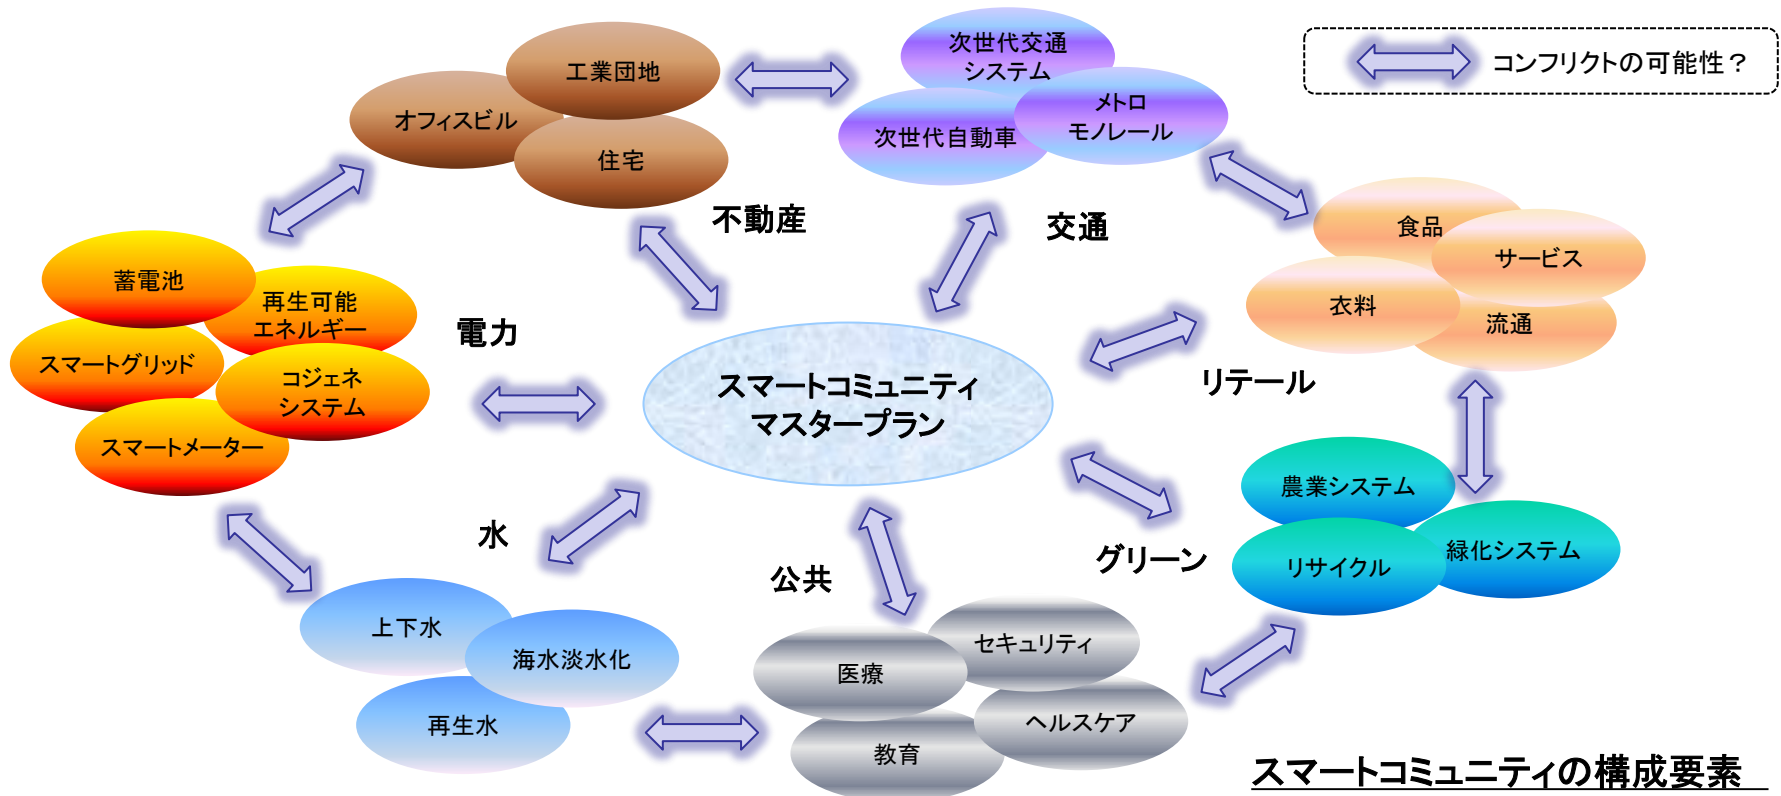 工業団地
オフィスビル
住宅
不動産
次世代交通
システム
メトロ
モノレール
次世代自動車
交通
コンフリクトの可能性？
食品
サービス
衣料
流通
リテール
蓄電池
再生可能
エネルギー
スマートグリッド
コジェネ
システム
スマートメーター
電力
スマートコミュニティ
マスタープラン
農業システム
緑化システム
リサイクル
グリーン
水
上下水
海水淡水化
再生水
公共
セキュリティ
医療
ヘルスケア
教育
スマートコミュニティの構成要素